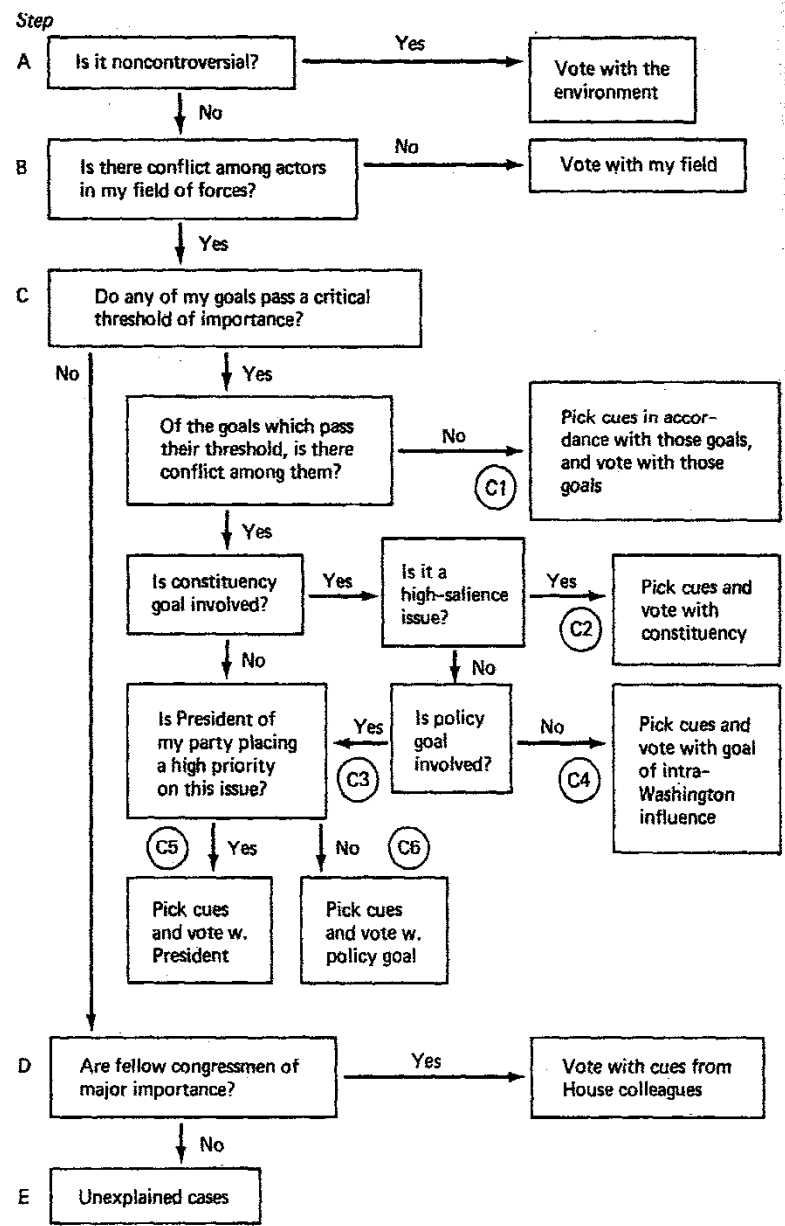 Step
A
Is it noncontroversial?
Yes
Vote with the
environment
No
B
Is there conflict among actors
in my field of forces?
No
Vote with my field
Yes
C
Do any of my goals pass a critical
threshold of importance?
No
Yes
Of the goals which pass
their threshold, is there
conflict among them?
No
C1
Pick cues in accor-
dance with those goals,
and vote with those
goals
Yes
Is constituency
goal involved?
Yes
Is it a
high-salience
issue?
Yes
C2
Pick cues and
vote with
constituency
No
No
Is President of
my party placing
a high priority
on this issue?
Yes
C3
Is policy
goal
involved?
No
C4
Pick cues and
vote with goal
of intra-
Washington
influence
C5
Yes
No
C6
Pick cues
and vote w.
President
Pick cues
and vote w.
policy goal
D
Are fellow congressmen of
major importance?
Yes
Vote with cues from
House colleagues
No
E
Unexplained cases